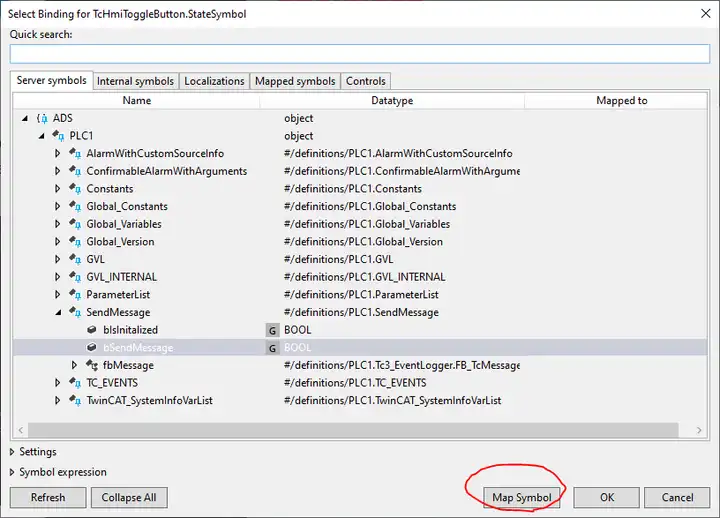 Select Binding for TcHmiToggleButton.StateSymbol
Quick search:
Server symbols Internal symbols Localizations Mapped symbols Controls
Name Datatype Mapped to
ADS object
PLC1 object
AlarmWithCustomSourceInfo #/definitions/PLC1.AlarmWithCustomSourceInfo
ConfirmableAlarmWithArguments #/definitions/PLC1.ConfirmableAlarmWithArgume
Constants #/definitions/PLC1.Constants
Global_Constants #/definitions/PLC1.Global_Constants
Global_Variables #/definitions/PLC1.Global_Variables
Global_Version #/definitions/PLC1.Global_Version
GVL #/definitions/PLC1.GVL
GVL_INTERNAL #/definitions/PLC1.GVL_INTERNAL
ParameterList #/definitions/PLC1.ParameterList
SendMessage #/definitions/PLC1.SendMessage
bIsInitalized G BOOL
bSendMessage G BOOL
fbMessage #/definitions/PLC1.Tc3_EventLogger.FB_TcMessage
TC_EVENTS #/definitions/PLC1.TC_EVENTS
TwinCAT_SystemInfoVarList #/definitions/PLC1.TwinCAT_SystemInfoVarList
Settings
Symbol expression
Refresh Collapse All Map Symbol OK Cancel